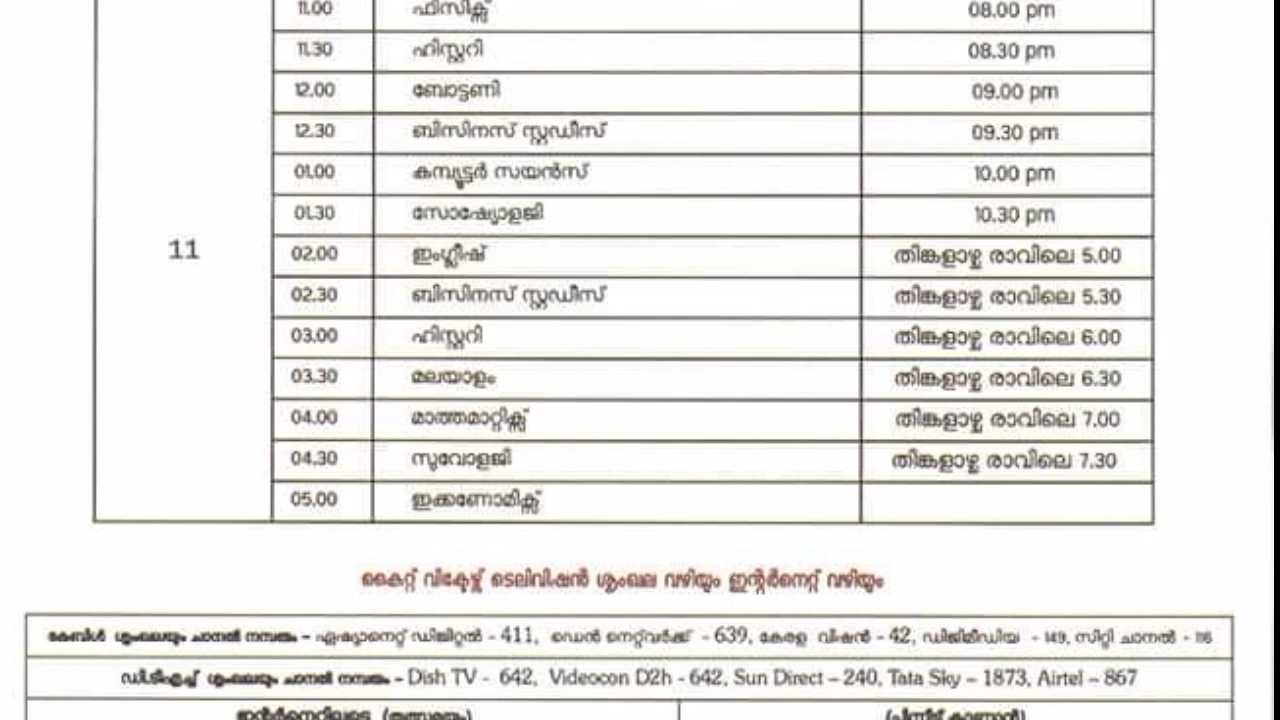 11.00 ഫിസിക്സ് 08.00 pm
11.30 ഹിസ്റ്ററി 08.30 pm
12.00 ബോട്ടണി 09.00 pm
12.30 ബിസിനസ് സ്റ്റഡീസ് 09.30 pm
01.00 കമ്പ്യൂട്ടർ സയൻസ് 10.00 pm
01.30 സോഷ്യോളജി 10.30 pm
11 02.00 ഇംഗ്ലീഷ് തിങ്കളാഴ്ച രാവിലെ 5.00
02.30 ബിസിനസ് സ്റ്റഡീസ് തിങ്കളാഴ്ച രാവിലെ 5.30
03.00 ഹിസ്റ്ററി തിങ്കളാഴ്ച രാവിലെ 6.00
03.30 മലയാളം തിങ്കളാഴ്ച രാവിലെ 6.30
04.00 മാത്തമാറ്റിക്സ് തിങ്കളാഴ്ച രാവിലെ 7.00
04.30 സുവോളജി തിങ്കളാഴ്ച രാവിലെ 7.30
05.00 ഇക്കണോമിക്സ്
കൈറ്റ് വിക്ടേഴ്സ് ടെലിവിഷൻ ശൃംഖല വഴിയും ഇന്റർനെറ്റ് വഴിയും
കേബിൾ ശൃംഖലയും ചാനൽ നമ്പരും – ഏഷ്യാനെറ്റ് ഡിജിറ്റൽ - 411, ഡെൻ നെറ്റ്‌വർക്ക് - 639, കേരള വിഷൻ - 42, ഡിജിമീഡിയ - 149, സിറ്റി ചാനൽ - 116
ഡി.ടി.എച്ച് ശൃംഖലയും ചാനൽ നമ്പരും – Dish TV - 642, Videocon D2h - 642, Sun Direct – 240, Tata Sky – 1873, Airtel – 867
ഇന്റർനെറ്റിലൂടെ (തത്സമയം) (പിന്നീട് കാണാൻ)